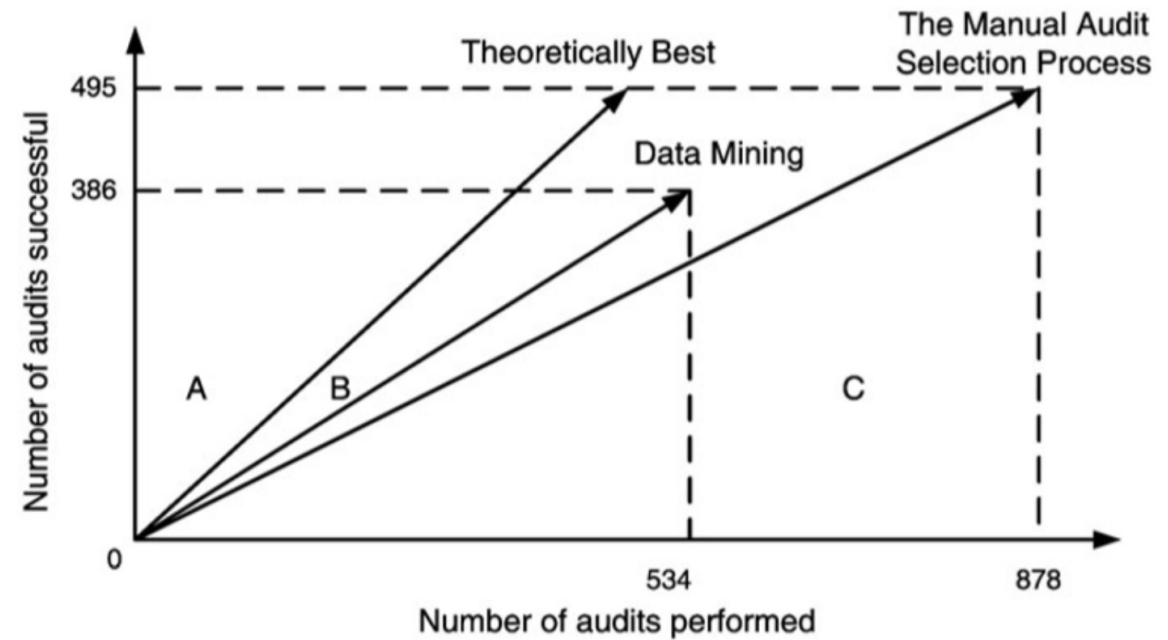 The Manual Audit
Selection Process
Theoretically Best
495
Data Mining
386
Number of audits successful
A
B
C
0
534
878
Number of audits performed